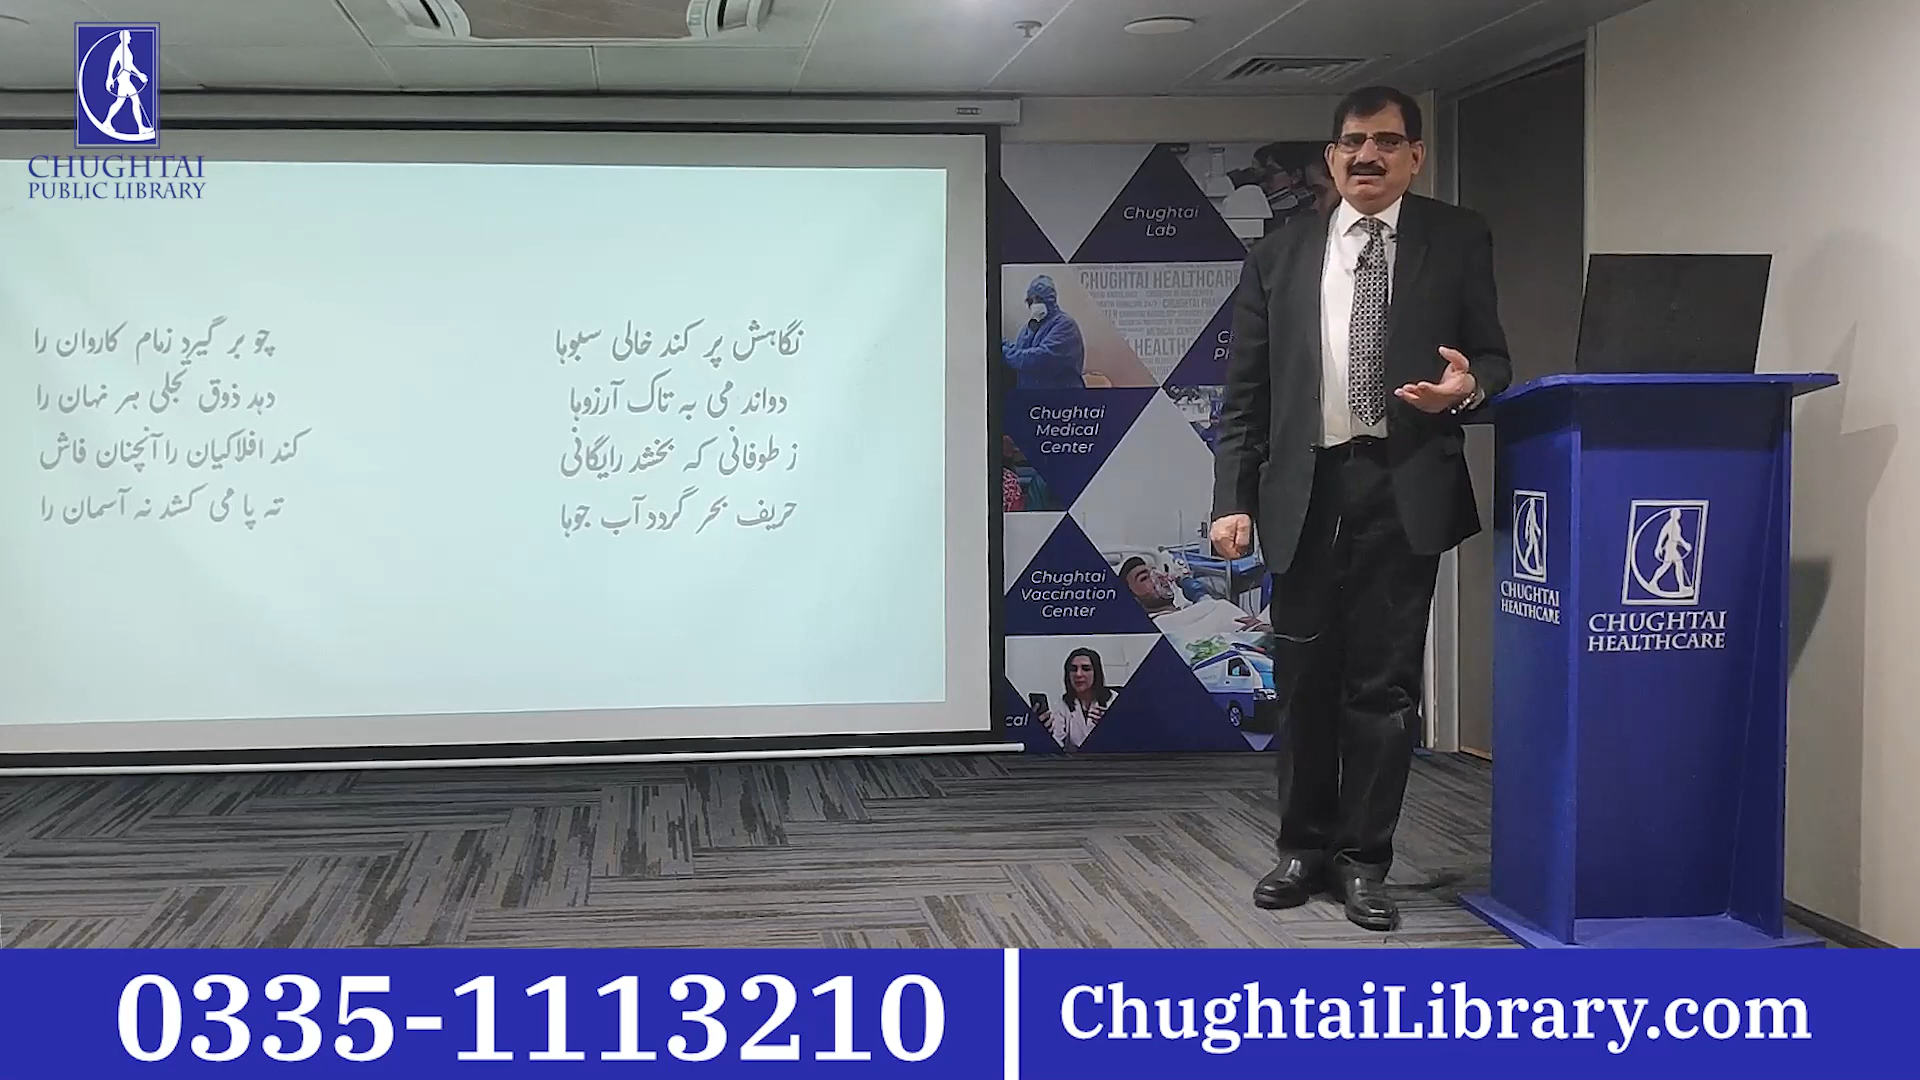 CHUGHTAI
PUBLIC LIBRARY
نگاہش پر کند خالی سبوہا
چو بر گیرد زمام کاروان را
دواند می بہ تاک آرزوہا
دہد ذوق تجلی ہر نہان را
ز طوفانی کہ بخشد رایگانی
کند افلاکیان را آنچنان فاش
حریف بحر گردد آب جوہا
تہ پا می کشد نہ آسمان را
Chughtai
Lab
CHUGHTAI HEALTHCARE
Chughtai
Medical
Center
Chughtai
Vaccination
Center
CHUGHTAI
HEALTHCARE
CHUGHTAI
HEALTHCARE
0335-1113210
ChughtaiLibrary.com